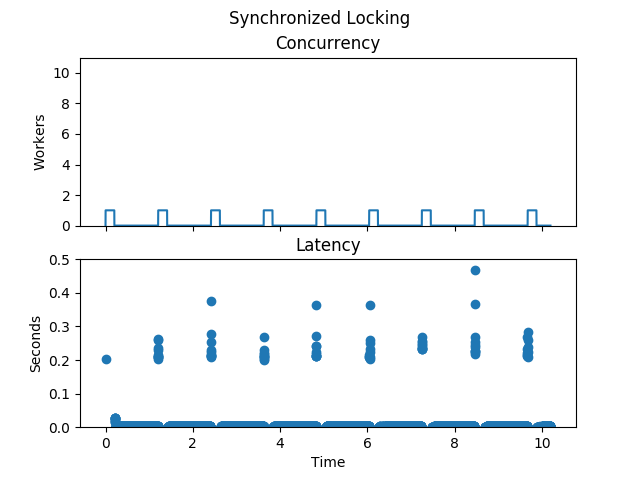 Synchronized Locking
Concurrency
10
8
6
4
2
0
Workers
Latency
0.5
0.4
0.3
0.2
0.1
0.0
Seconds
0 2 4 6 8 10
Time